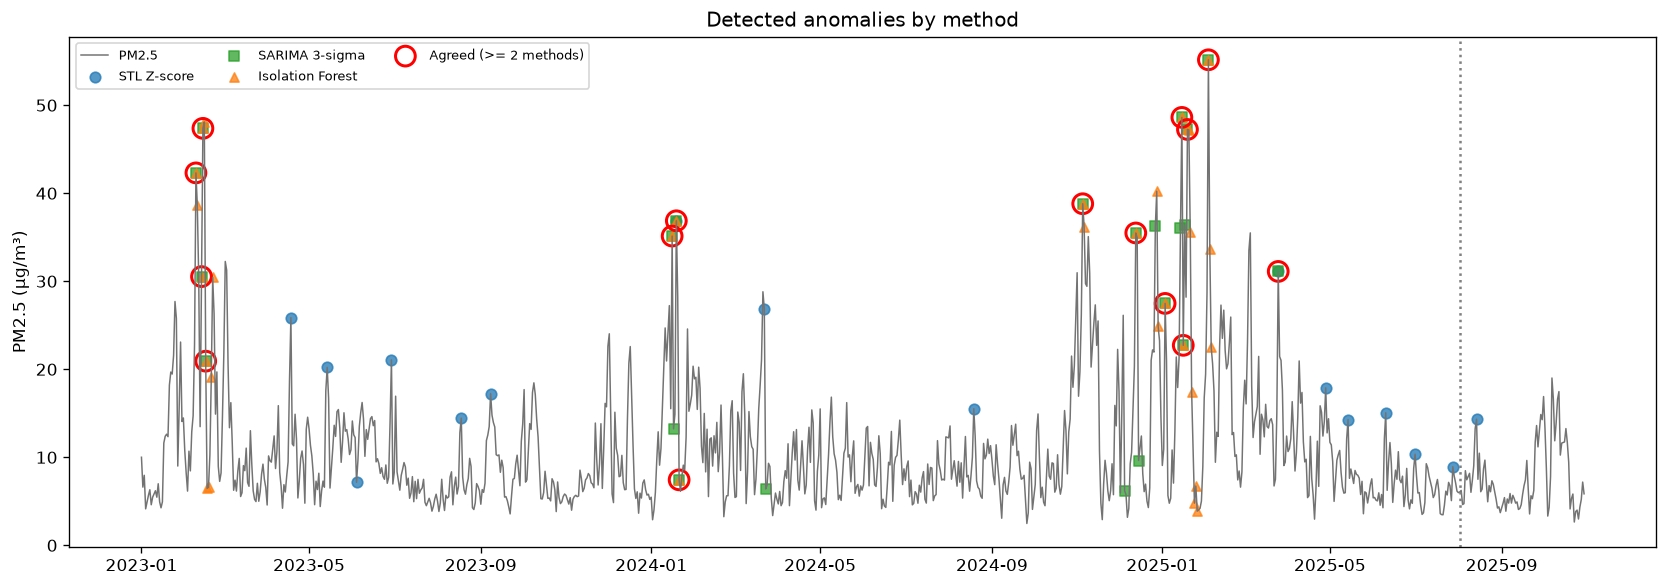 Detected anomalies by method
PM2.5
STL Z-score
SARIMA 3-sigma
Isolation Forest
Agreed (>= 2 methods)
PM2.5 (µg/m³)
50
40
30
20
10
0
2023-01 2023-05 2023-09 2024-01 2024-05 2024-09 2025-01 2025-05 2025-09